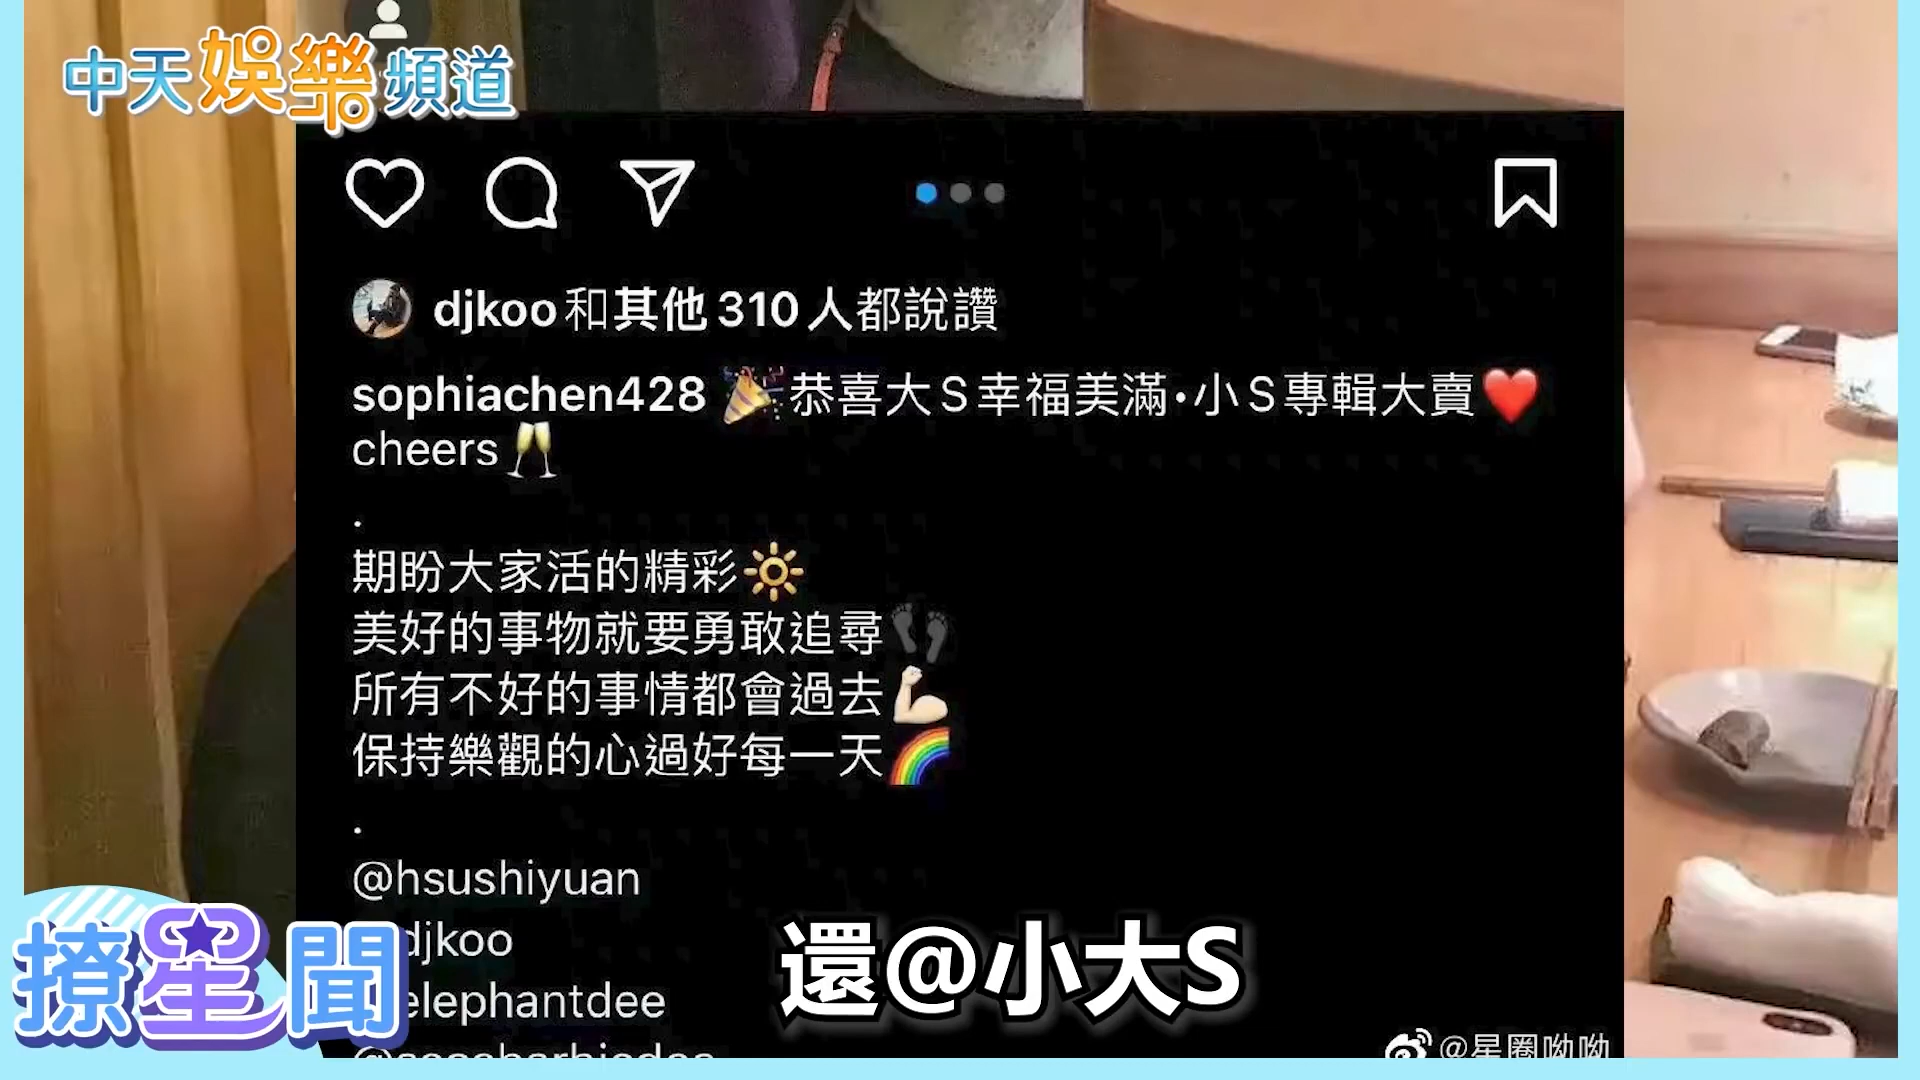 中天娛樂頻道
djkoo和其他 310 人都說讚
sophiachen428 🎉恭喜大S幸福美滿•小S專輯大賣❤️
cheers🥂
.
期盼大家活的精彩🔆
美好的事物就要勇敢追尋👣
所有不好的事情都會過去💪🏻
保持樂觀的心過好每一天🌈
.
@hsushiyuan
djkoo
elephantdee
還@小大S
撩星聞
@星圈呦呦